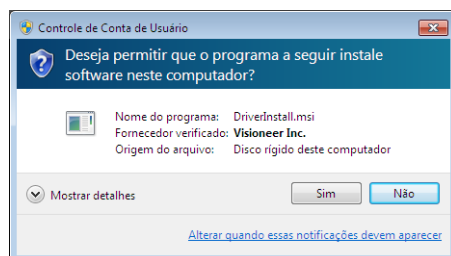 Controle de Conta de Usuário
Deseja permitir que o programa a seguir instale
software neste computador?
Nome do programa: DriverInstall.msi
Fornecedor verificado: Visioneer Inc.
Origem do arquivo: Disco rígido deste computador
Mostrar detalhes Sim Não
Alterar quando essas notificações devem aparecer